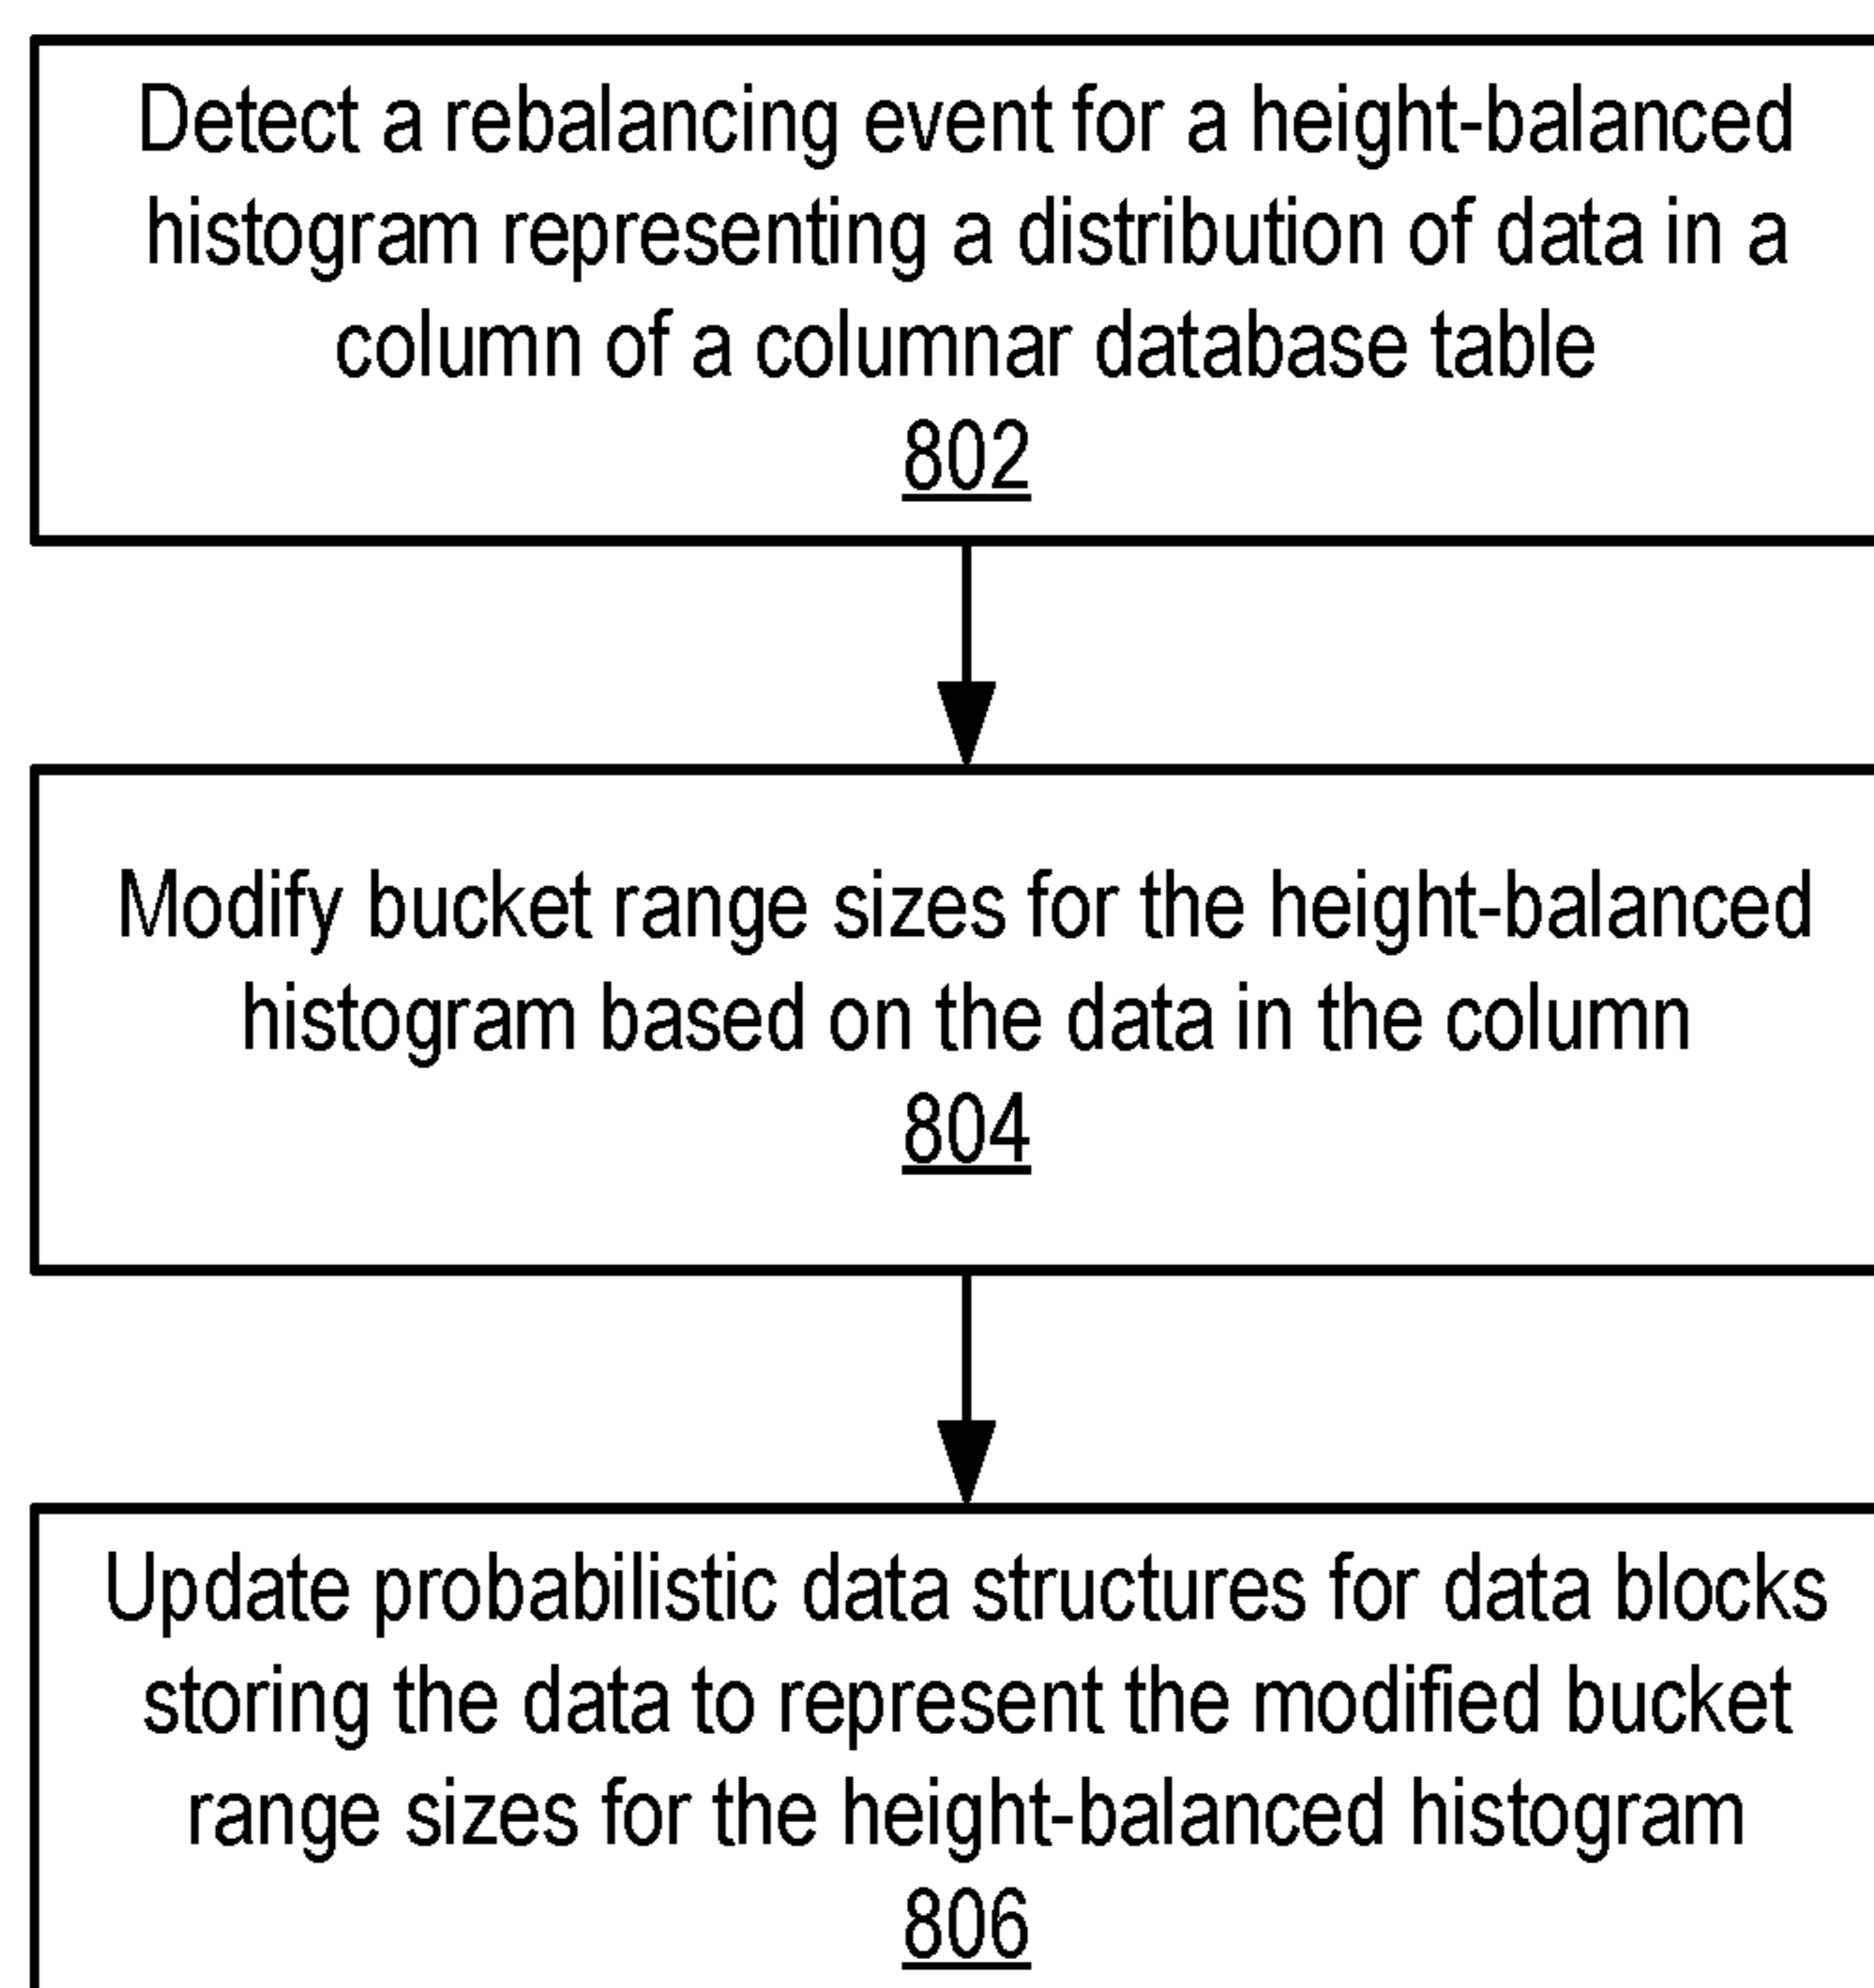 Detect a rebalancing event for a height-balanced
histogram representing a distribution of data in a
column of a columnar database table
802
Modify bucket range sizes for the height-balanced
histogram based on the data in the column
804
Update probabilistic data structures for data blocks
storing the data to represent the modified bucket
range sizes for the height-balanced histogram
806